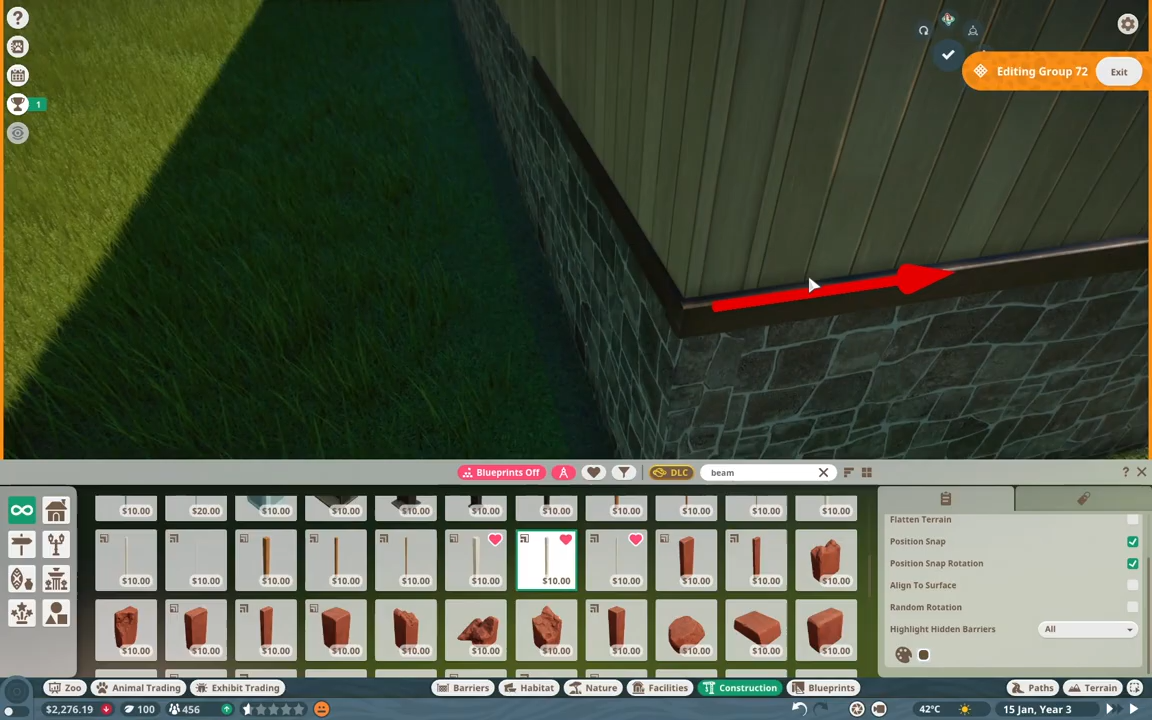 ?
Editing Group 72
Exit
1
Blueprints Off
DLC
beam
?
$10.00
$20.00
$10.00
$10.00
$10.00
$10.00
$10.00
$10.00
$10.00
$10.00
$10.00
Flatten Terrain
$10.00
$10.00
$10.00
$10.00
$10.00
$10.00
$10.00
$10.00
$10.00
$10.00
Position Snap
Position Snap Rotation
Align To Surface
Random Rotation
Highlight Hidden Barriers
All
$10.00
$10.00
$10.00
$10.00
$10.00
$10.00
$10.00
$10.00
$10.00
$10.00
$10.00
Zoo
Animal Trading
Exhibit Trading
Barriers
Habitat
Nature
Facilities
Construction
Blueprints
Paths
Terrain
$2,276.19
100
456
42°C
15 Jan, Year 3